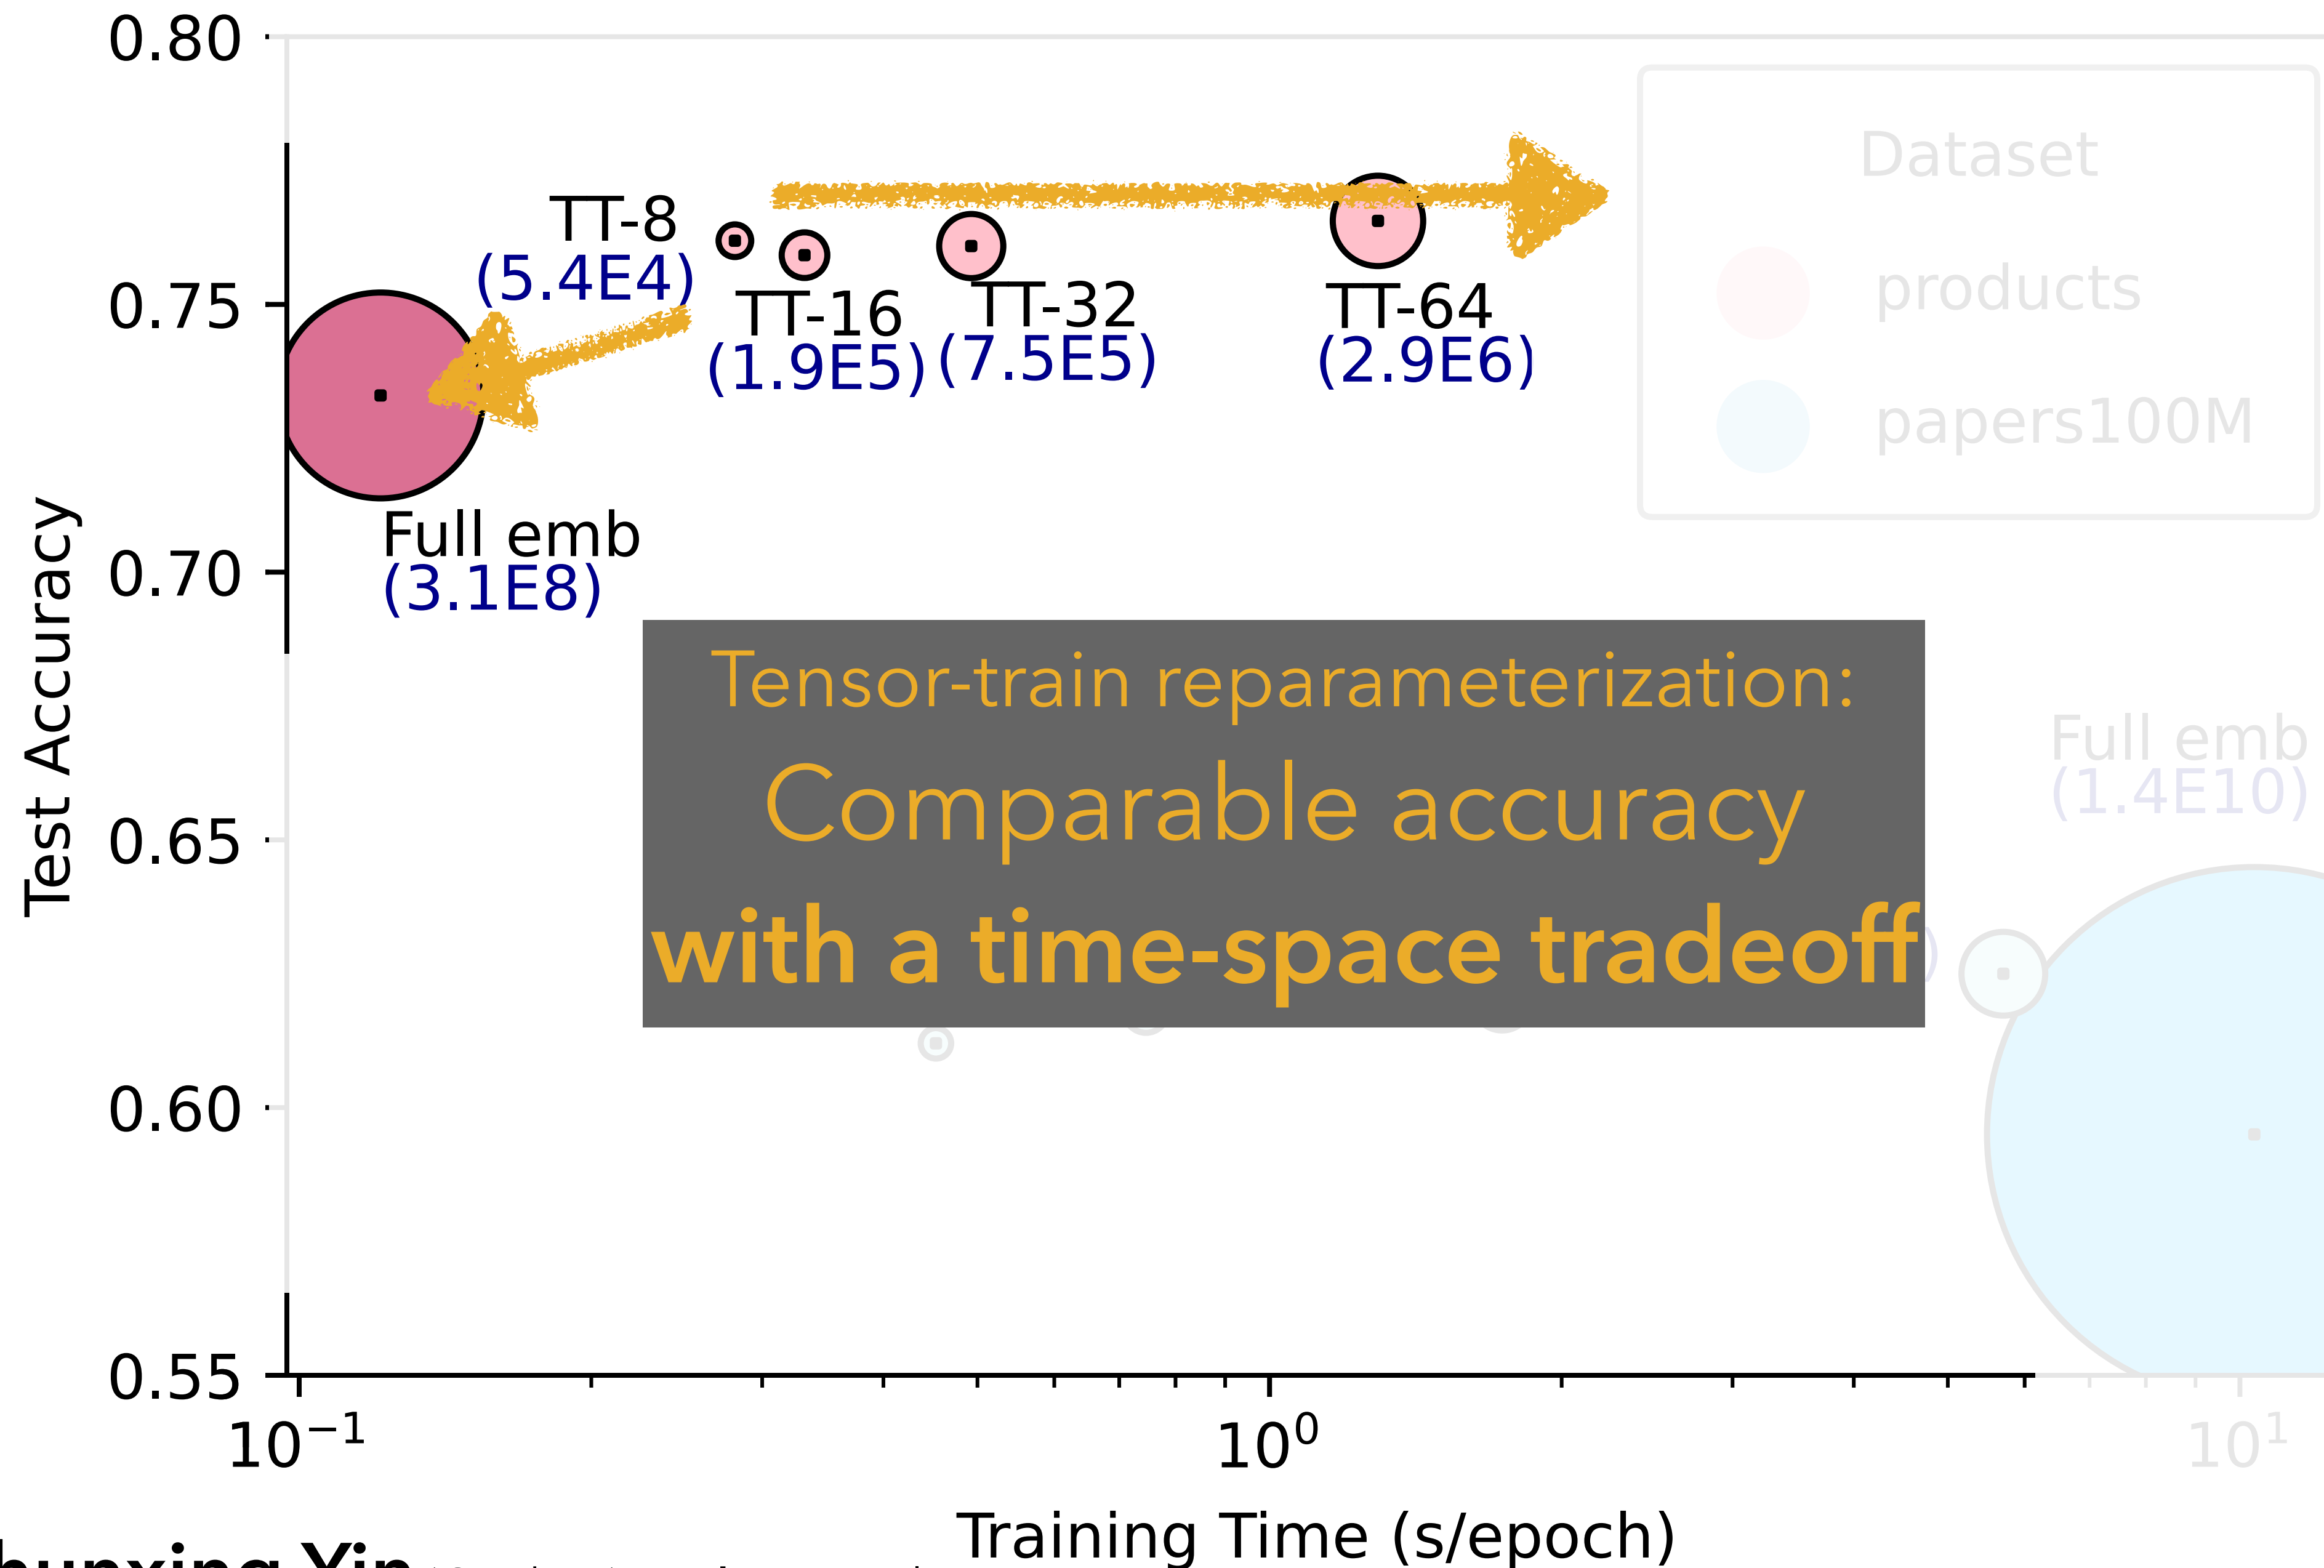 0.80
Dataset
TT-8
(5.4E4)
products
0.75
TT-16
(1.9E5)
TT-32
(7.5E5)
TT-64
(2.9E6)
papers100M
Full emb
(3.1E8)
0.70
Test Accuracy
Tensor-train reparameterization:
Comparable accuracy
with a time-space tradeoff
Full emb
(1.4E10)
0.65
0.60
0.55
10⁻¹
10⁰
10¹
Training Time (s/epoch)
Yin